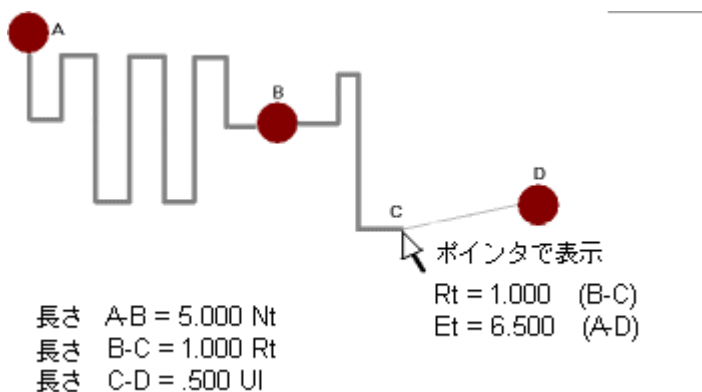 A
B
D
C
ポインタで表示
Rt = 1.000 (B-C)
Et = 6.500 (A-D)
長さ A-B = 5.000 Nt
長さ B-C = 1.000 Rt
長さ C-D = .500 Ul